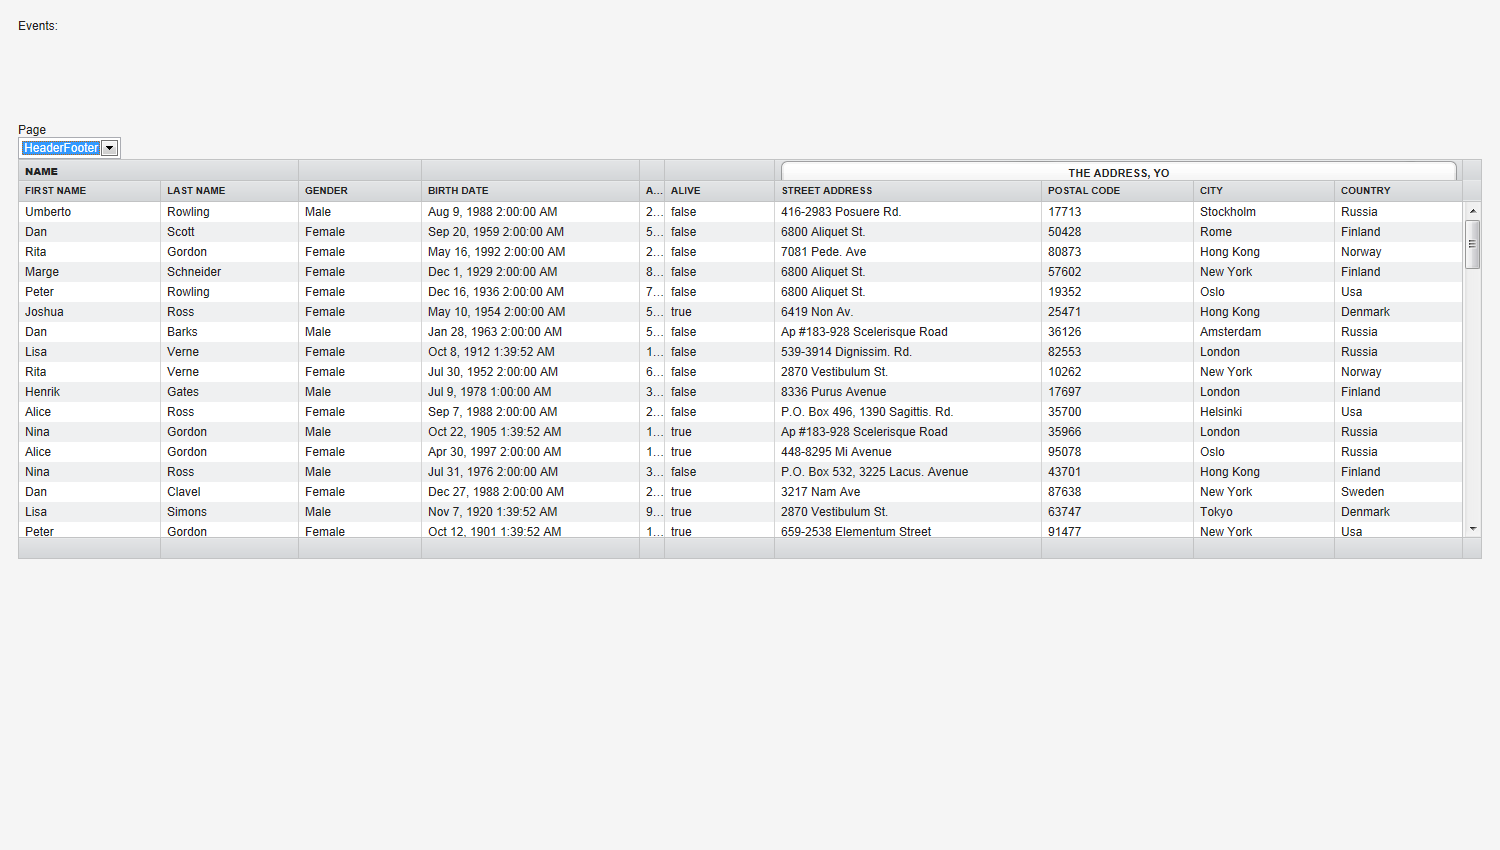 Events:
Page
HeaderFooter
NAME THE ADDRESS, YO
FIRST NAME LAST NAME GENDER BIRTH DATE A... ALIVE STREET ADDRESS POSTAL CODE CITY COUNTRY
Umberto Rowling Male Aug 9, 1988 2:00:00 AM 2... false 416-2983 Posuere Rd. 17713 Stockholm Russia
Dan Scott Female Sep 20, 1959 2:00:00 AM 5... false 6800 Aliquet St. 50428 Rome Finland
Rita Gordon Female May 16, 1992 2:00:00 AM 2... false 7081 Pede. Ave 80873 Hong Kong Norway
Marge Schneider Female Dec 1, 1929 2:00:00 AM 8... false 6800 Aliquet St. 57602 New York Finland
Peter Rowling Female Dec 16, 1936 2:00:00 AM 7... false 6800 Aliquet St. 19352 Oslo Usa
Joshua Ross Female May 10, 1954 2:00:00 AM 5... true 6419 Non Av. 25471 Hong Kong Denmark
Dan Barks Male Jan 28, 1963 2:00:00 AM 5... false Ap #183-928 Scelerisque Road 36126 Amsterdam Russia
Lisa Verne Female Oct 8, 1912 1:39:52 AM 1... false 539-3914 Dignissim. Rd. 82553 London Russia
Rita Verne Female Jul 30, 1952 2:00:00 AM 6... false 2870 Vestibulum St. 10262 New York Norway
Henrik Gates Male Jul 9, 1978 1:00:00 AM 3... false 8336 Purus Avenue 17697 London Finland
Alice Ross Female Sep 7, 1988 2:00:00 AM 2... false P.O. Box 496, 1390 Sagittis. Rd. 35700 Helsinki Usa
Nina Gordon Male Oct 22, 1905 1:39:52 AM 1... true Ap #183-928 Scelerisque Road 35966 London Russia
Alice Gordon Female Apr 30, 1997 2:00:00 AM 1... true 448-8295 Mi Avenue 95078 Oslo Russia
Nina Ross Male Jul 31, 1976 2:00:00 AM 3... false P.O. Box 532, 3225 Lacus. Avenue 43701 Hong Kong Finland
Dan Clavel Female Dec 27, 1988 2:00:00 AM 2... true 3217 Nam Ave 87638 New York Sweden
Lisa Simons Male Nov 7, 1920 1:39:52 AM 9... true 2870 Vestibulum St. 63747 Tokyo Denmark
Peter Gordon Female Oct 12, 1901 1:39:52 AM 1... true 659-2538 Elementum Street 91477 New York Usa